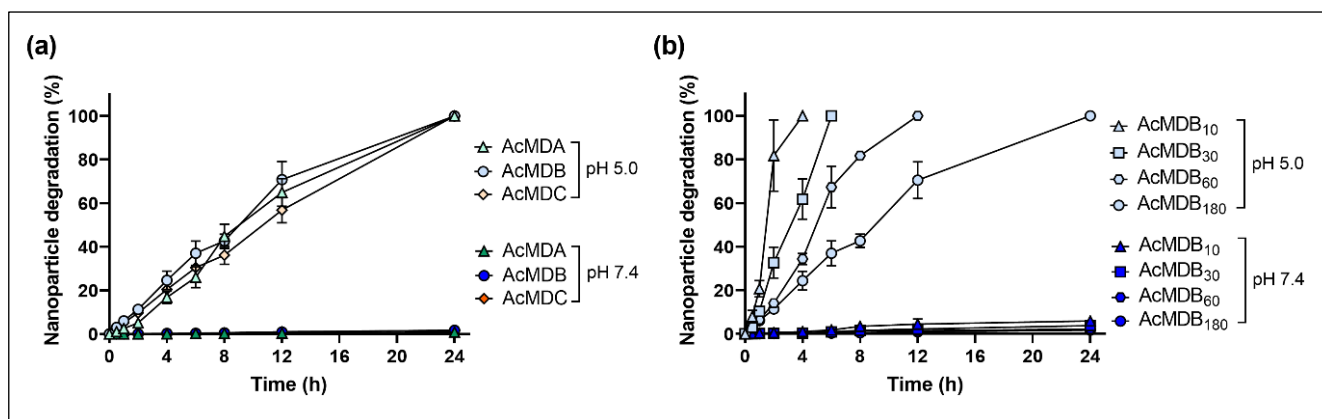 (a)
Nanoparticle degradation (%)
100
80
60
40
20
0
0 4 8 12 16 20 24
Time (h)
AcMDA
AcMDB
AcMDC
pH 5.0
AcMDA
AcMDB
AcMDC
pH 7.4
(b)
Nanoparticle degradation (%)
100
80
60
40
20
0
0 4 8 12 16 20 24
Time (h)
AcMDB₁₀
AcMDB₃₀
AcMDB₆₀
AcMDB₁₈₀
pH 5.0
AcMDB₁₀
AcMDB₃₀
AcMDB₆₀
AcMDB₁₈₀
pH 7.4